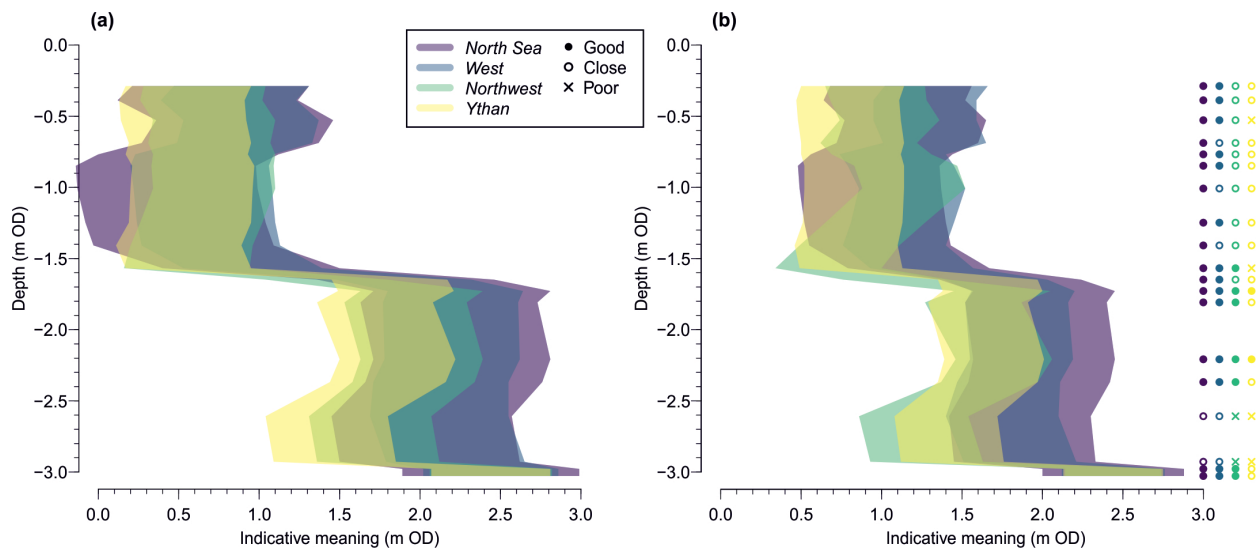 (a)
(b)
North Sea
West
Northwest
Ythan
Good
Close
Poor
Depth (m OD)
0.0
−0.5
−1.0
−1.5
−2.0
−2.5
−3.0
0.0 0.5 1.0 1.5 2.0 2.5 3.0
Indicative meaning (m OD)
Depth (m OD)
0.0
−0.5
−1.0
−1.5
−2.0
−2.5
−3.0
0.0 0.5 1.0 1.5 2.0 2.5 3.0
Indicative meaning (m OD)